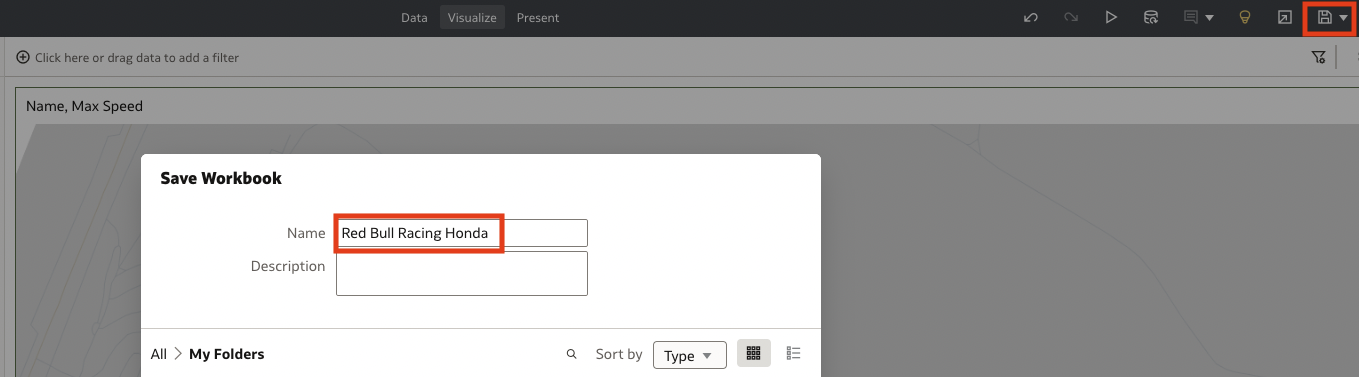 Data Visualize Present
Click here or drag data to add a filter
Name, Max Speed
Save Workbook
Name Red Bull Racing Honda
Description
All > My Folders Sort by Type